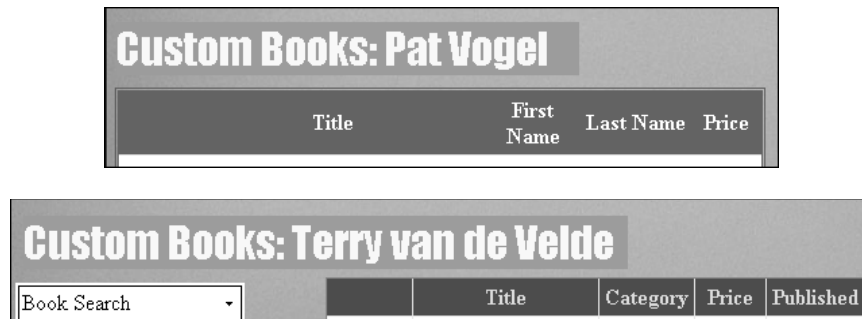 Custom Books: Pat Vogel
Title First Name Last Name Price
Custom Books: Terry van de Velde
Book Search
Title Category Price Published